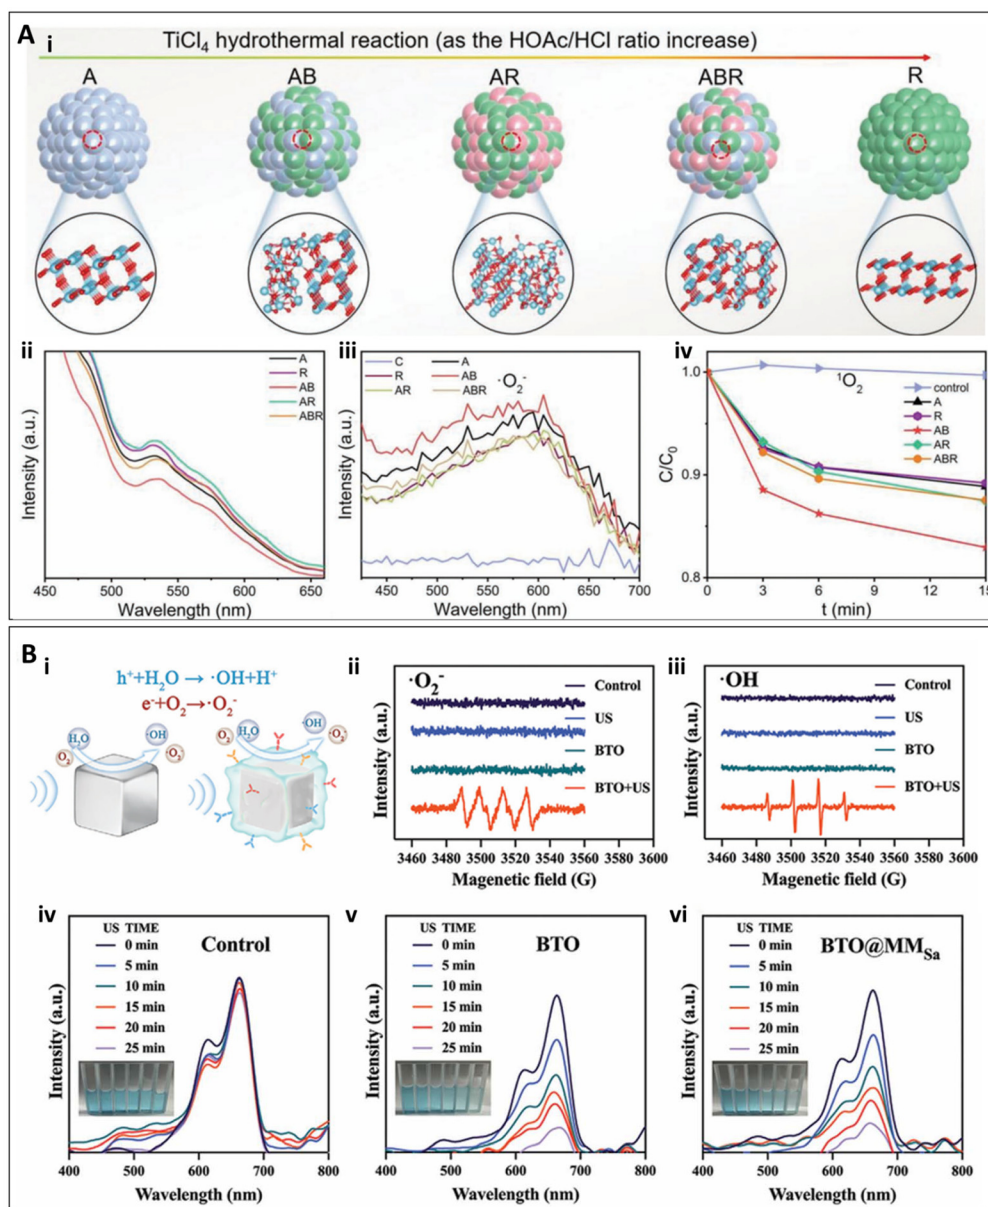 A
i
TiCl4 hydrothermal reaction (as the HOAc/HCl ratio increase)
A
AB
AR
ABR
R
ii
Intensity (a.u.)
A
R
AB
AR
ABR
450 500 550 600 650
Wavelength (nm)
iii
Intensity (a.u.)
C A
R AB
AR ABR
·O2-
450 500 550 600 650 700
Wavelength (nm)
iv
C/C0
1.0
0.9
0.8
1O2
control
A
R
AB
AR
ABR
0 3 6 15
t (min)
B
i
h++H2O → ·OH+H+
e-+O2→·O2-
O2
H2O
·OH
·O2-
O2
H2O
·OH
·O2-
ii
Intensity (a.u.)
·O2-
Control
US
BTO
BTO+US
3460 3480 3500 3520 3540 3560 3580 3600
Magenetic field (G)
iii
Intensity (a.u.)
·OH
Control
US
BTO
BTO+US
3460 3480 3500 3520 3540 3560 3580 3600
Magenetic field (G)
iv
Intensity (a.u.)
US TIME
0 min
5 min
10 min
15 min
20 min
25 min
Control
400 500 600 700 800
Wavelength (nm)
v
Intensity (a.u.)
US TIME
0 min
5 min
10 min
15 min
20 min
25 min
BTO
400 500 600 700 800
Wavelength (nm)
vi
Intensity (a.u.)
US TIME
0 min
5 min
10 min
15 min
20 min
25 min
BTO@MMSa
400 500 600 700 800
Wavelength (nm)